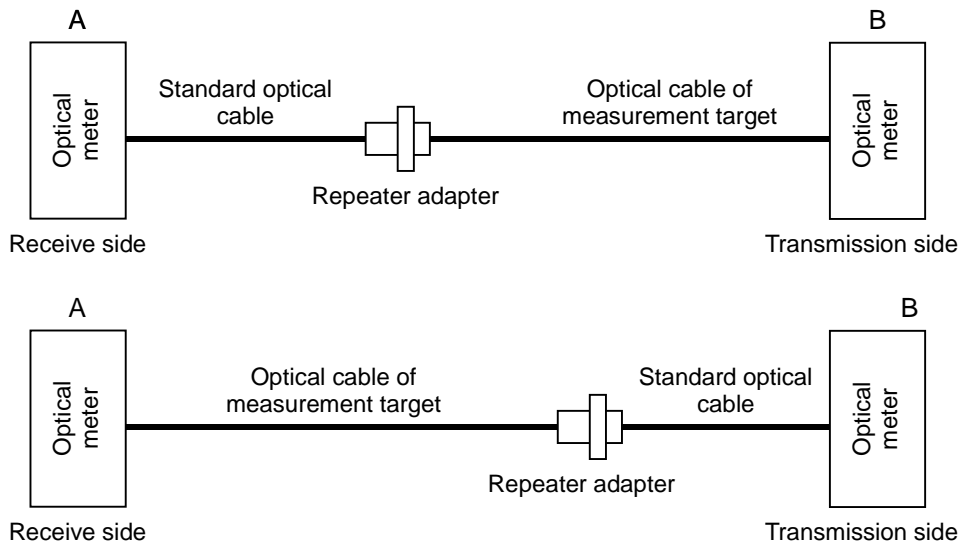 A
B
Optical
meter
Standard optical
cable
Optical cable of
measurement target
Optical
meter
Repeater adapter
Receive side
Transmission side
A
B
Optical
meter
Optical cable of
measurement target
Standard optical
cable
Optical
meter
Repeater adapter
Receive side
Transmission side